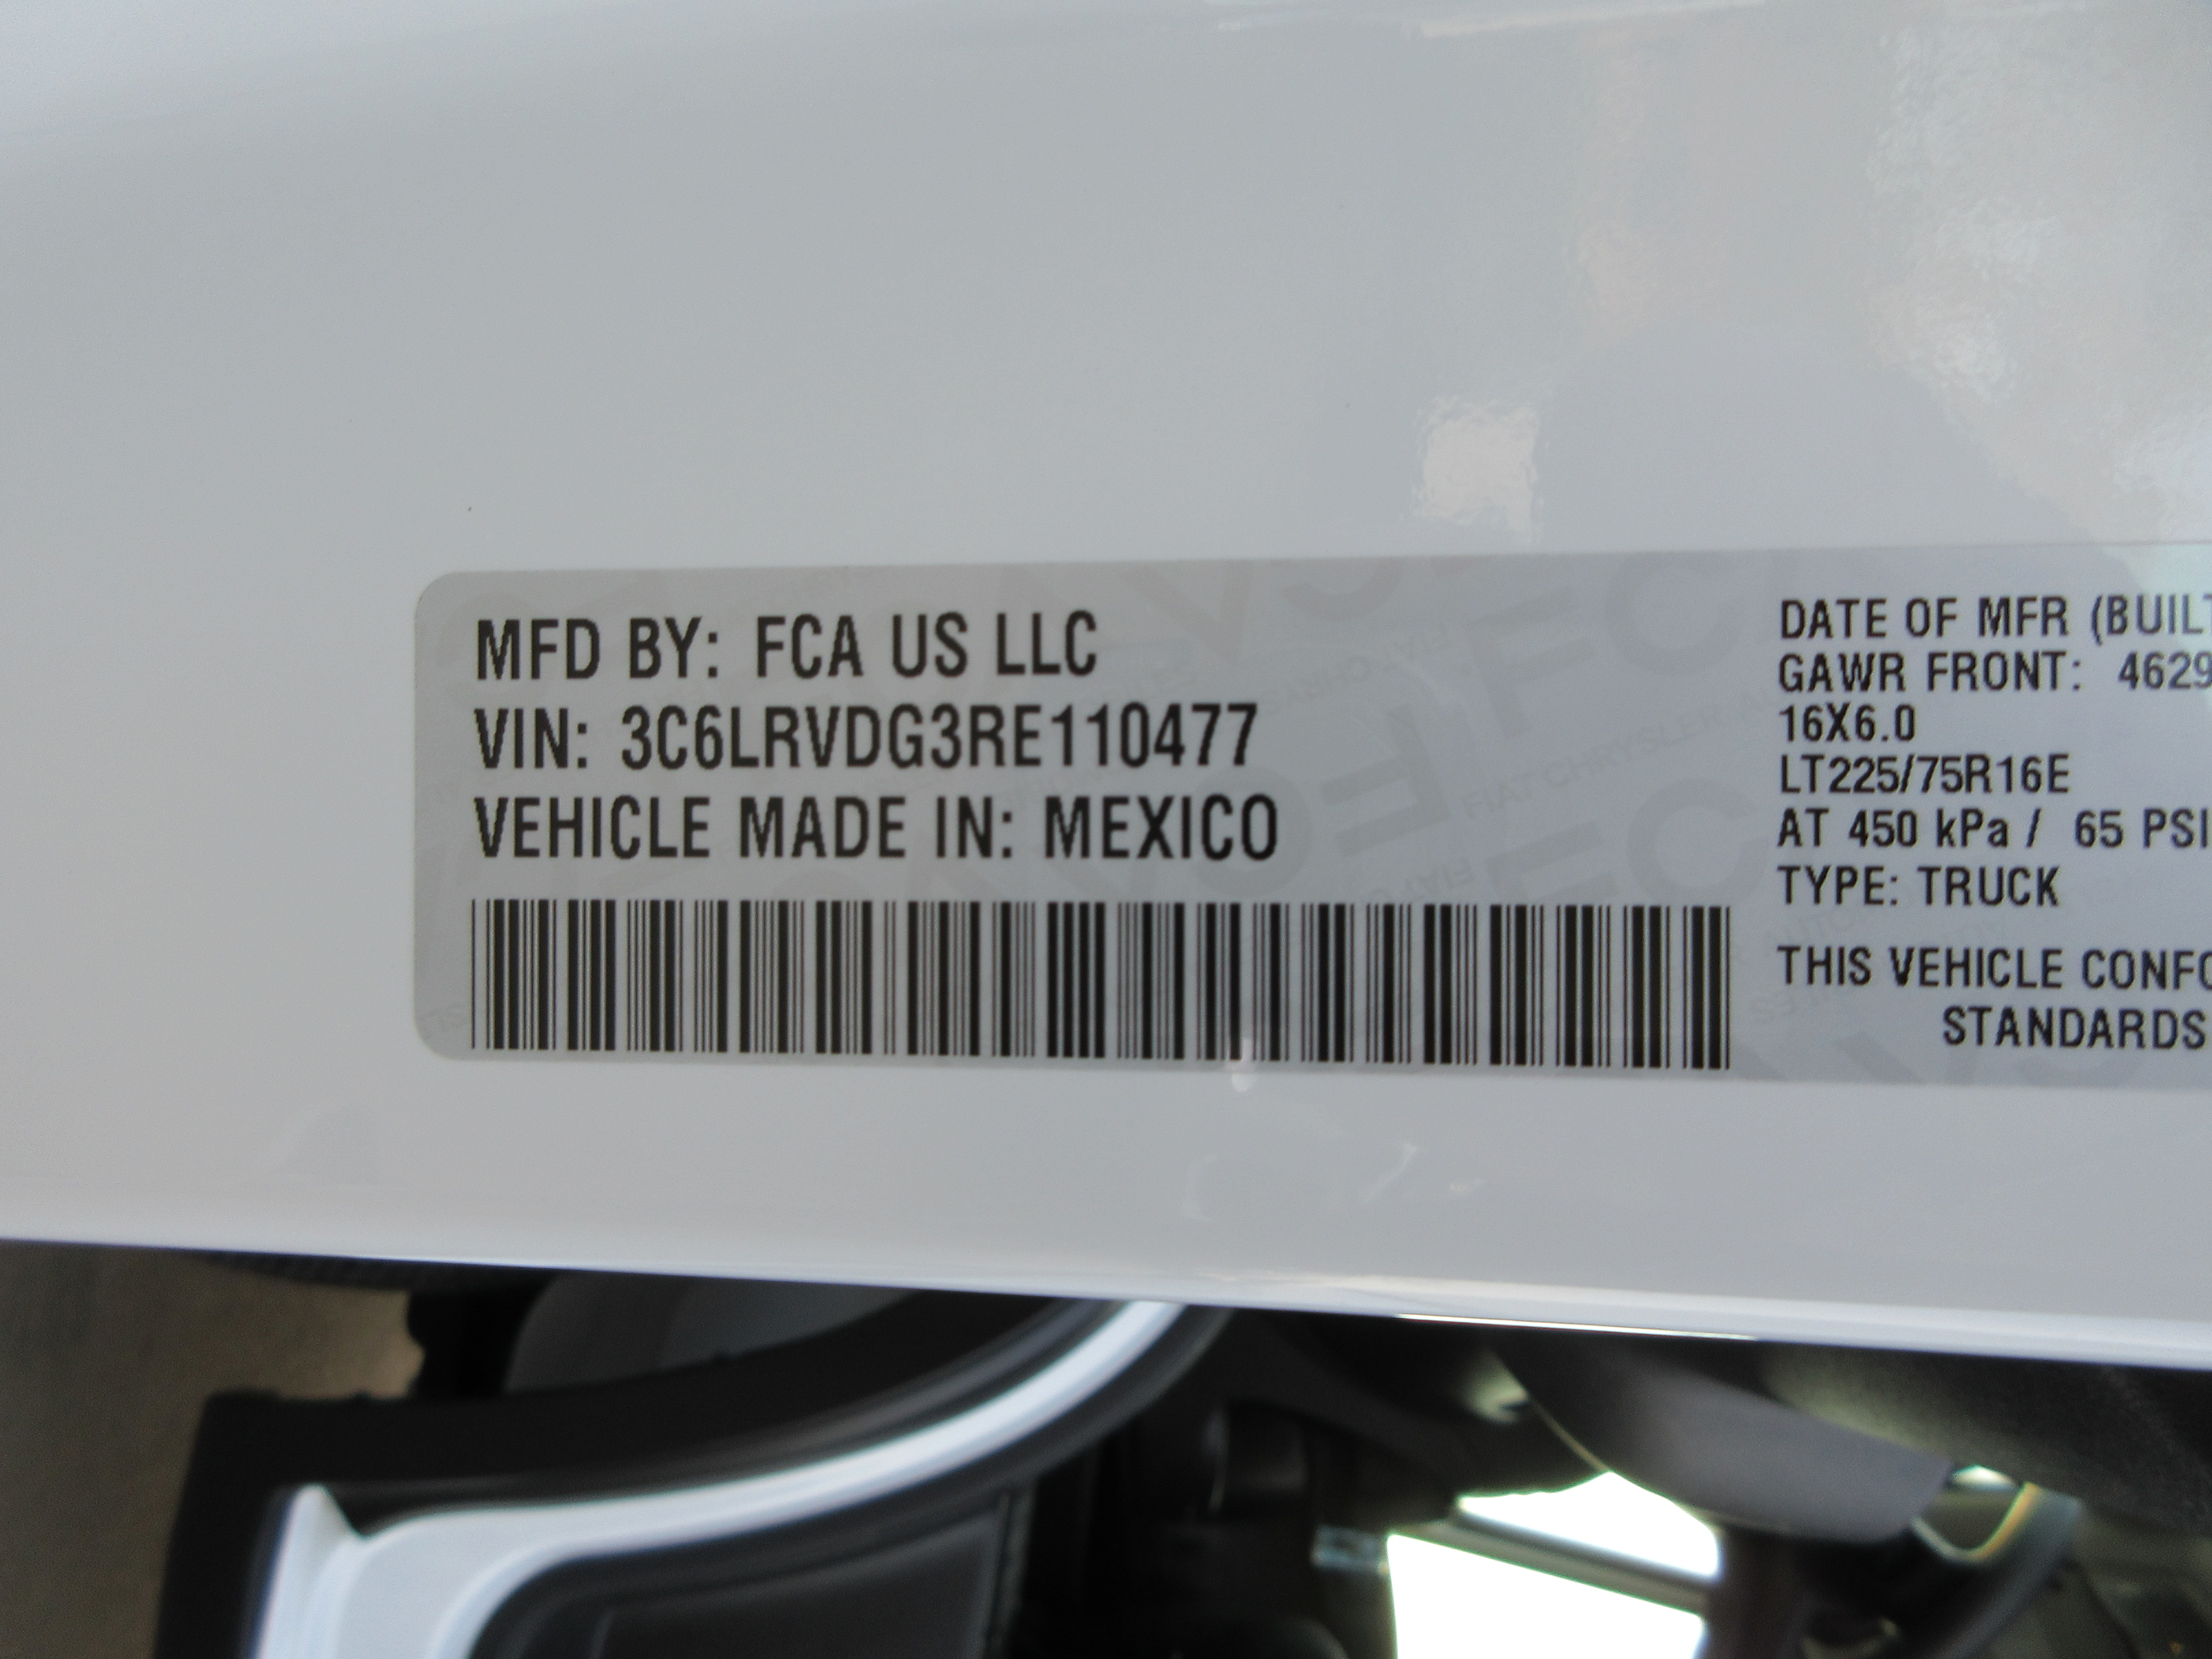 MFD BY: FCA US LLC
VIN: 3C6LRVDG3RE110477
VEHICLE MADE IN: MEXICO
DATE OF MFR (BUILT
GAWR FRONT: 4629
16X6.0
LT225/75R16E
AT 450 kPa / 65 PSI
TYPE: TRUCK
THIS VEHICLE CONFO
STANDARDS